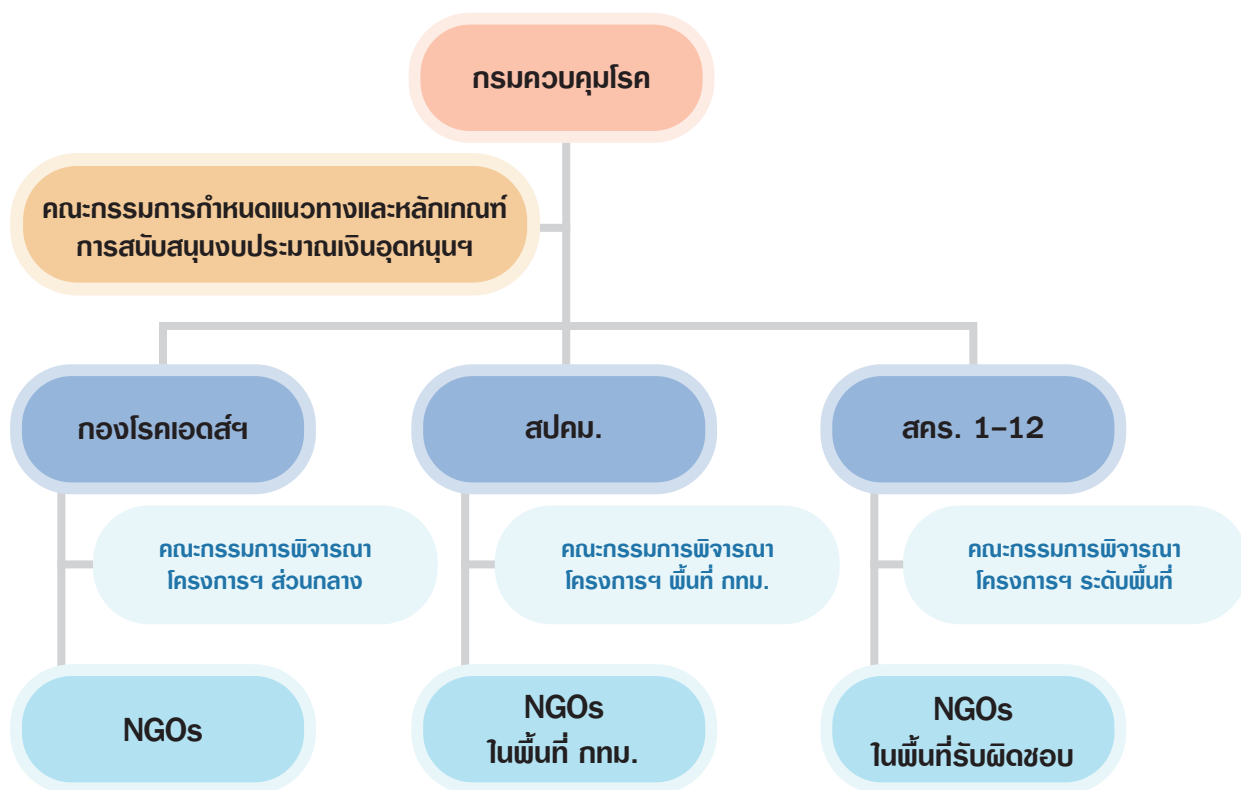 กรมควบคุมโรค
คณะกรรมการกำหนดแนวทางและหลักเกณฑ์
การสนับสนุนงบประมาณเงินอุดหนุนฯ
กองโรคเอดส์ฯ
สปคม.
สคร. 1-12
คณะกรรมการพิจารณา
โครงการฯ ส่วนกลาง
คณะกรรมการพิจารณา
โครงการฯ พื้นที่ กทม.
คณะกรรมการพิจารณา
โครงการฯ ระดับพื้นที่
NGOs
NGOs
ในพื้นที่ กทม.
NGOs
ในพื้นที่รับผิดชอบ